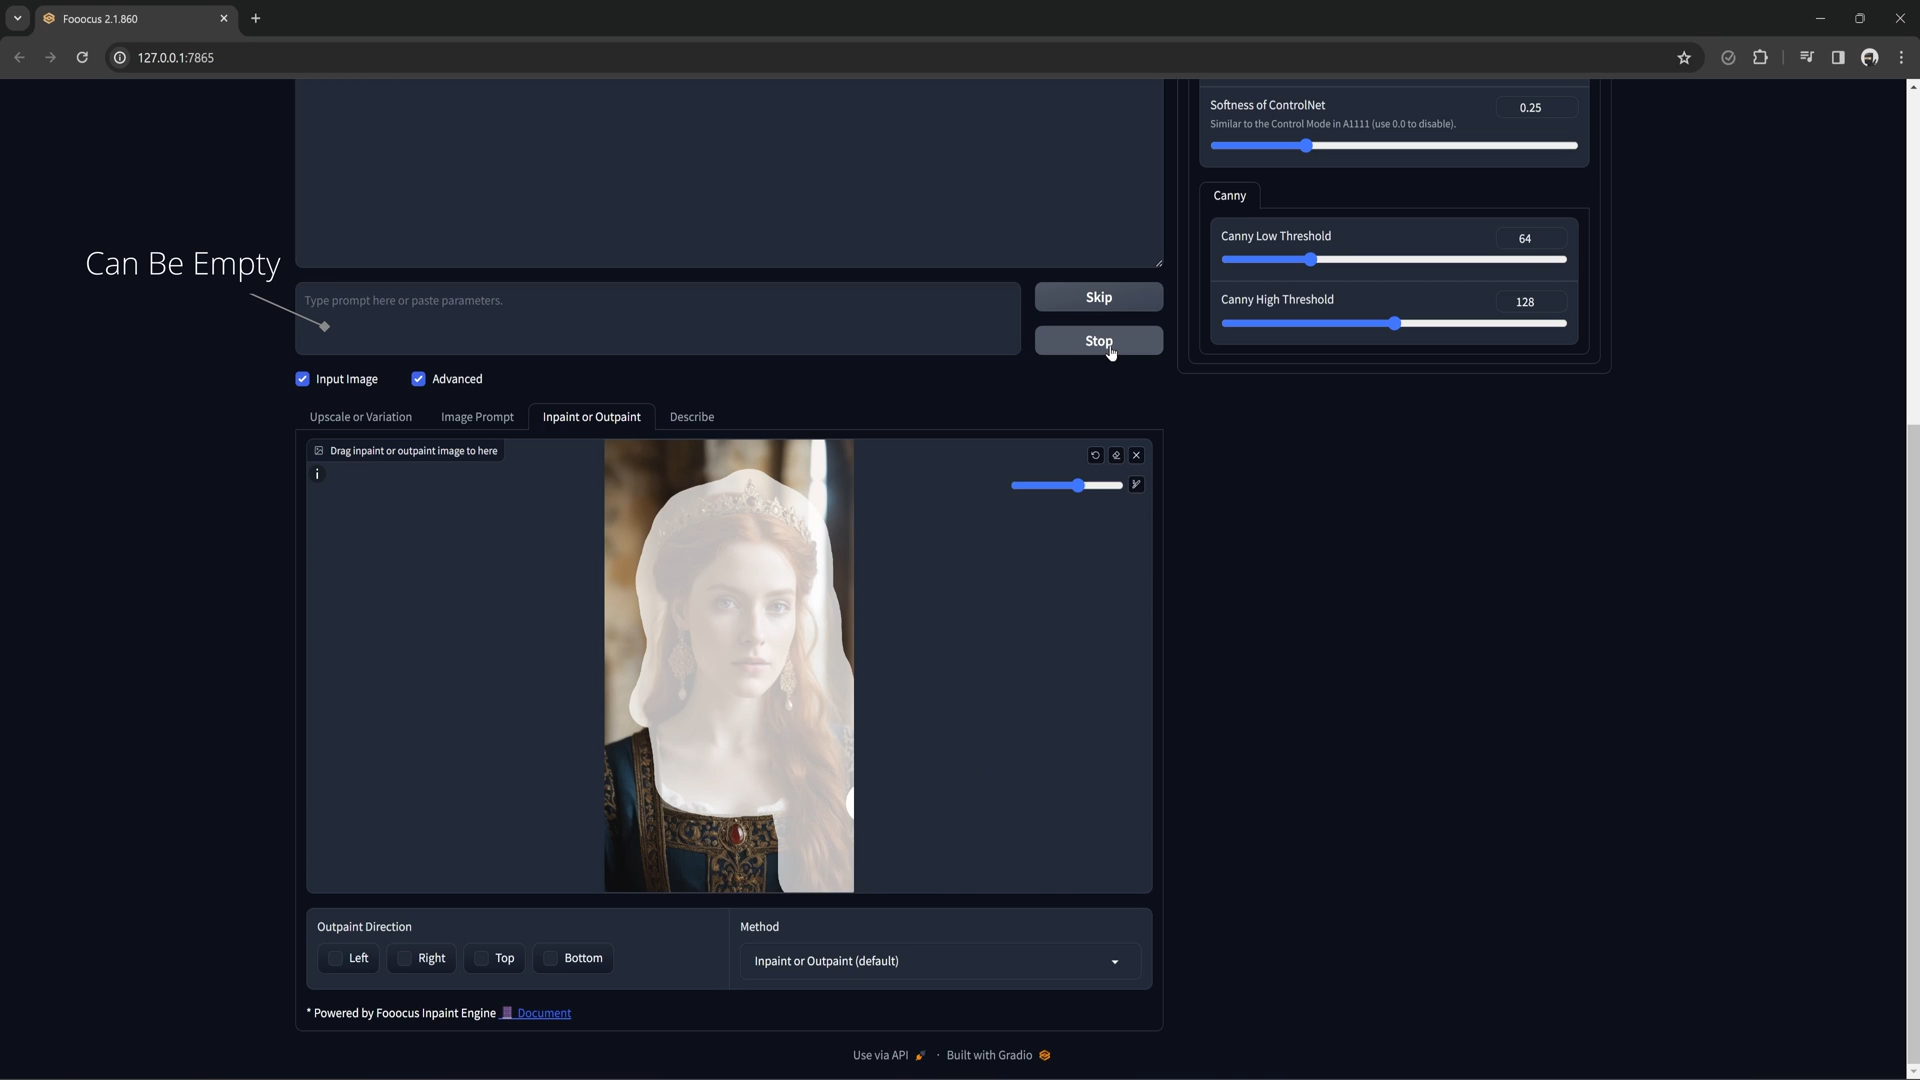 Fooocus 2.1.860
127.0.0.1:7865
Softness of ControlNet
0.25
Similar to the Control Mode in A1111 (use 0.0 to disable).
Canny
Canny Low Threshold
64
Canny High Threshold
128
Can Be Empty
Type prompt here or paste parameters.
Skip
Stop
Input Image
Advanced
Upscale or Variation
Image Prompt
Inpaint or Outpaint
Describe
Drag inpaint or outpaint image to here
i
Outpaint Direction
Left
Right
Top
Bottom
Method
Inpaint or Outpaint (default)
* Powered by Fooocus Inpaint Engine Document
Use via API · Built with Gradio